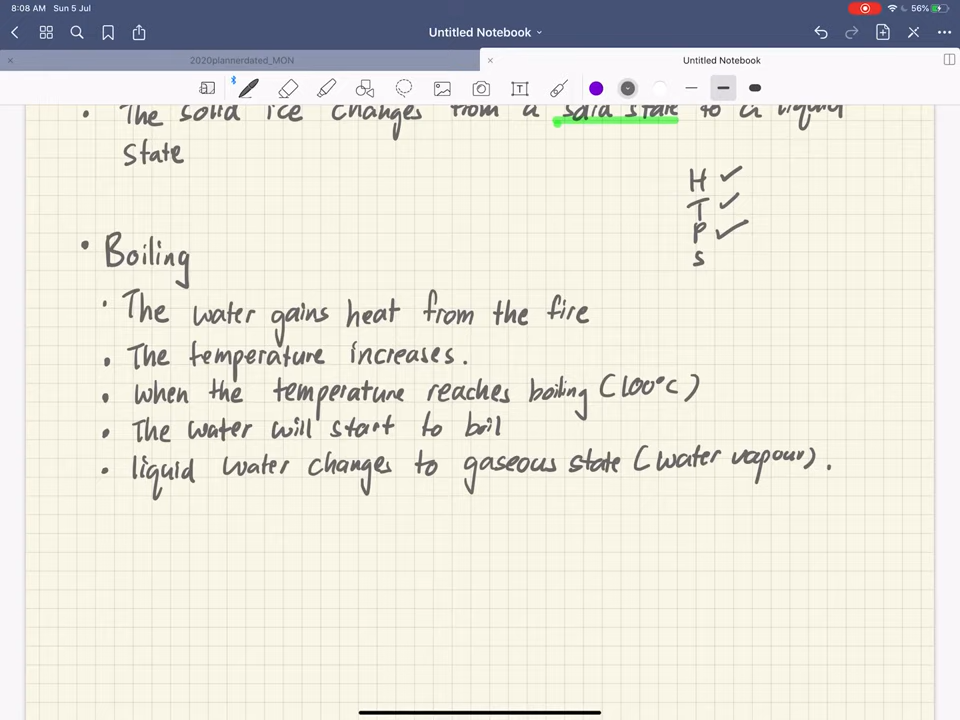 8:08 AM Sun 5 Jul
56%
Untitled Notebook
2020plannerdated_MON
Untitled Notebook
T
• The solid ice changes from a solid state to a liquid
state
H ✓
T ✓
P ✓
S
• Boiling
• The water gains heat from the fire
• The temperature increases.
• when the temperature reaches boiling (100°C)
• The water will start to boil
• liquid water changes to gaseous state (water vapour).